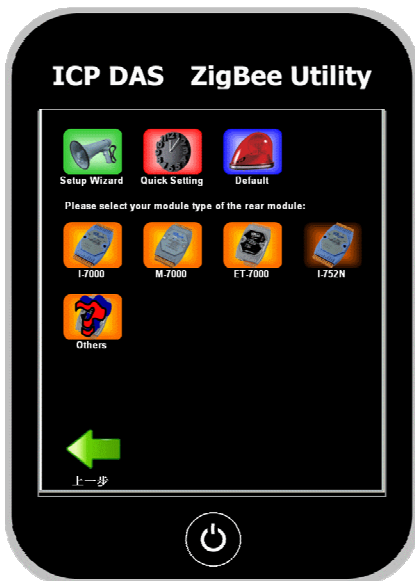 ICP DAS ZigBee Utility
Setup Wizard Quick Setting Default
Please select your module type of the rear module:
I-7000 M-7000 ET-7000 I-752N
Others
上一步